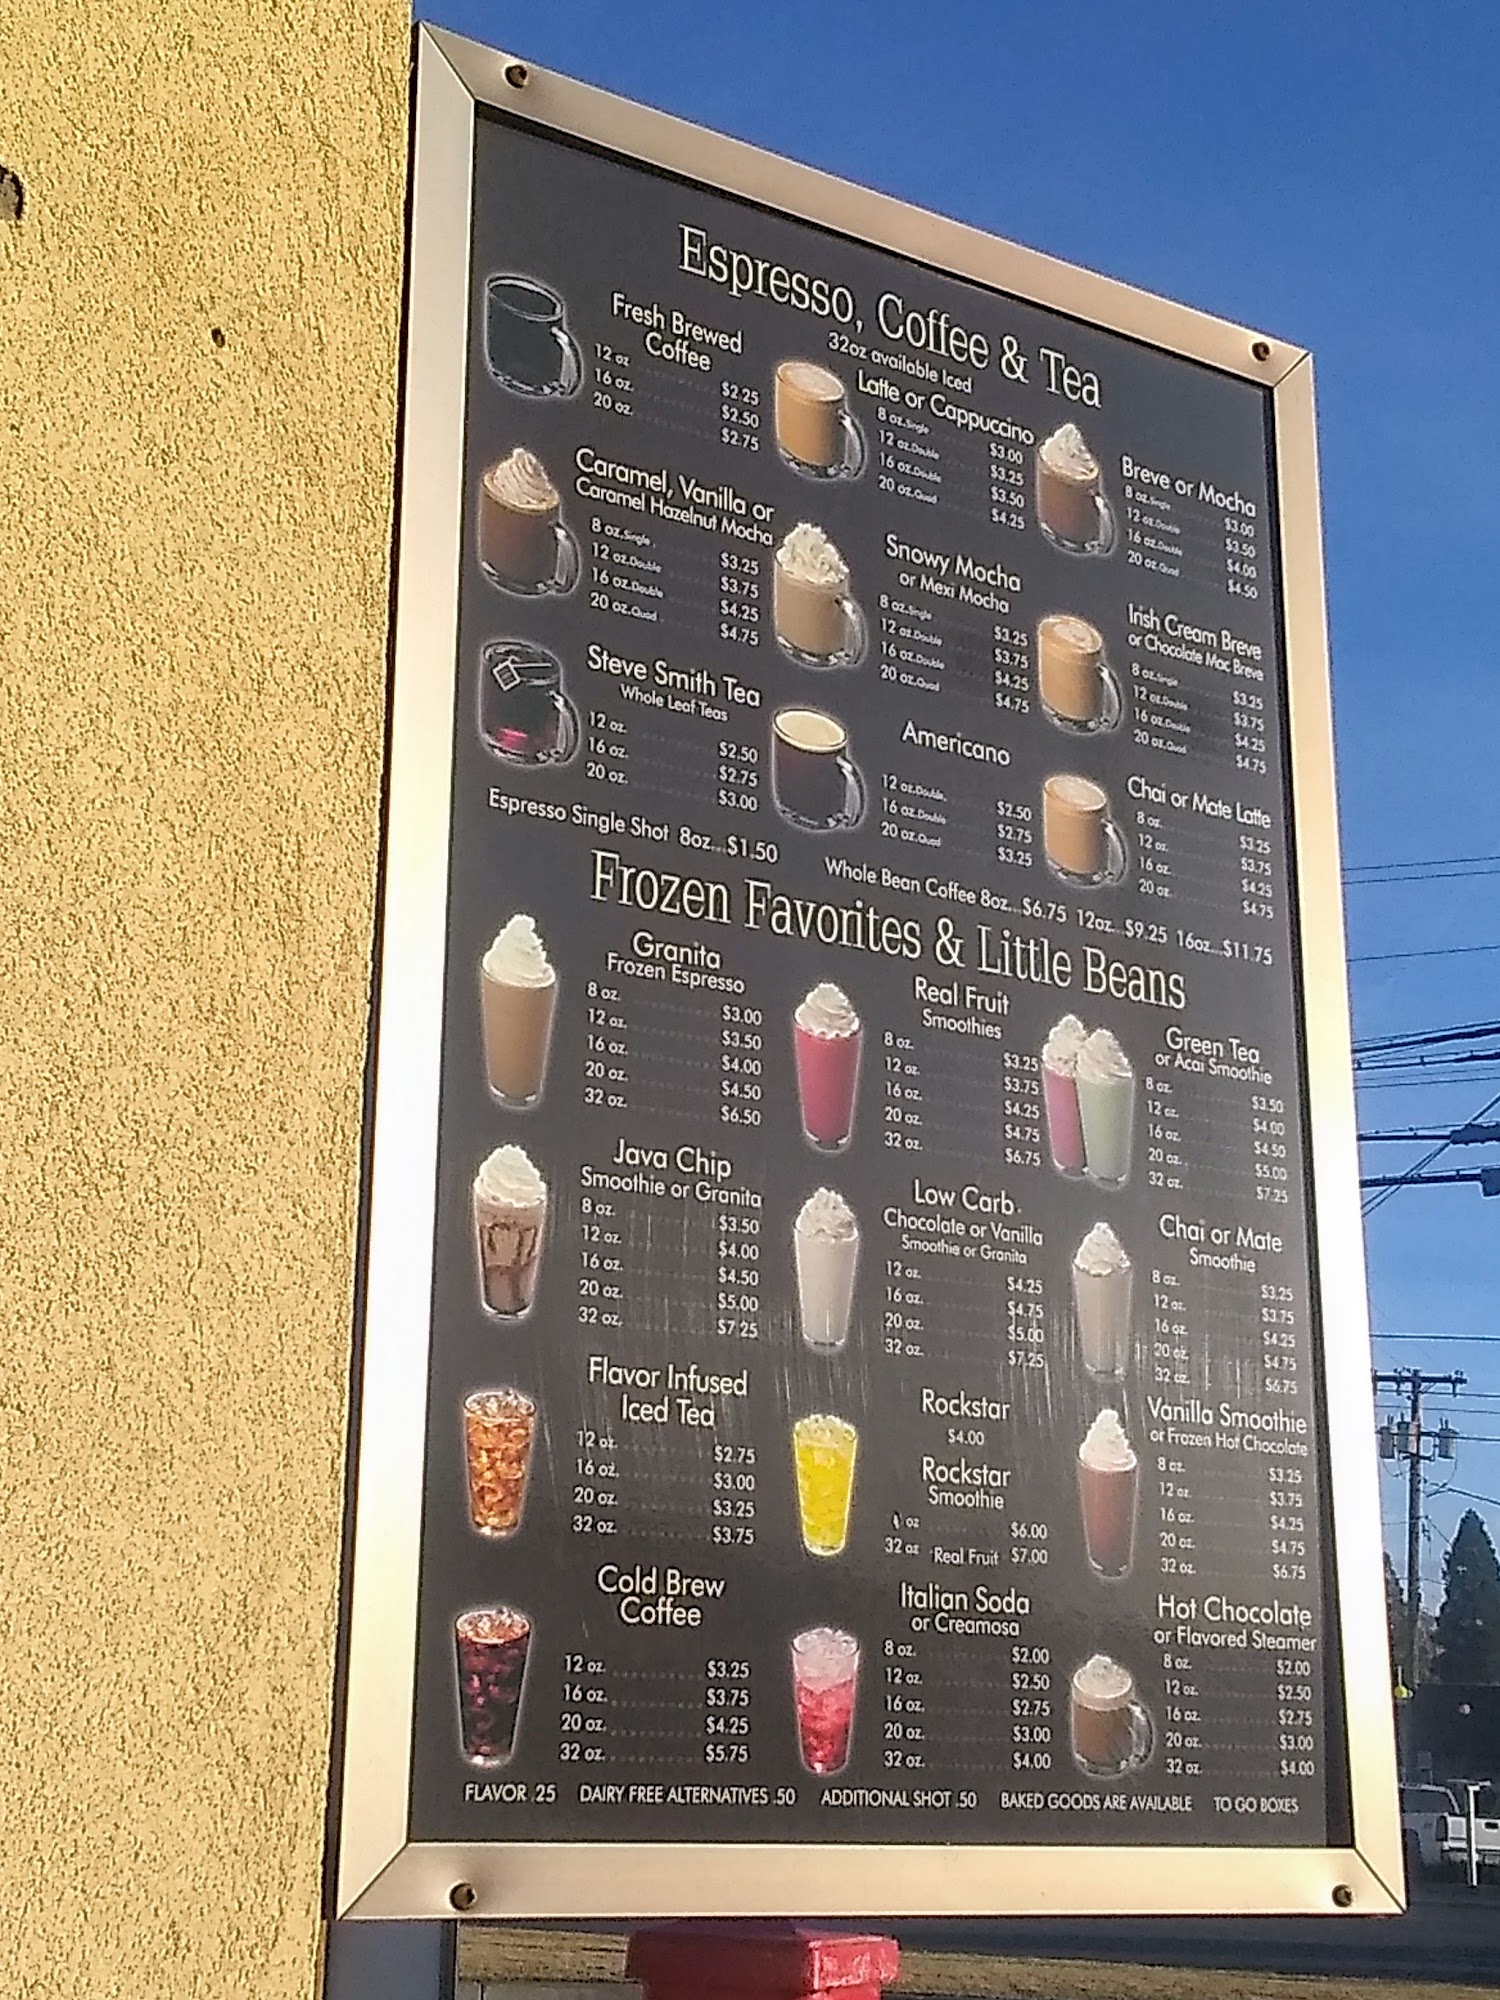 Espresso, Coffee & Tea
32oz available Iced
Fresh Brewed
Coffee
12 oz $2.25
16 oz. $2.50
20 oz. $2.75
Latte or Cappuccino
8 oz.Single $3.00
12 oz.Double $3.25
16 oz.Double $3.50
20 oz.Quad $4.25
Breve or Mocha
8 oz.Single $3.00
12 oz.Double $3.50
16 oz.Double $4.00
20 oz.Quad $4.50
Caramel, Vanilla or
Caramel Hazelnut Mocha
8 oz.Single $3.25
12 oz.Double $3.75
16 oz.Double $4.25
20 oz.Quad $4.75
Snowy Mocha
or Mexi Mocha
8 oz.Single $3.25
12 oz.Double $3.75
16 oz.Double $4.25
20 oz.Quad $4.75
Irish Cream Breve
or Chocolate Mac Breve
8 oz.Single $3.25
12 oz.Double $3.75
16 oz.Double $4.25
20 oz.Quad $4.75
Steve Smith Tea
Whole Leaf Teas
12 oz. $2.50
16 oz. $2.75
20 oz. $3.00
Americano
12 oz.Double $2.50
16 oz.Double $2.75
20 oz.Quad $3.25
Chai or Mate Latte
8 oz. $3.25
12 oz. $3.75
16 oz. $4.25
20 oz. $4.75
Espresso Single Shot 8oz...$1.50
Whole Bean Coffee 8oz...$6.75 12oz...$9.25 16oz...$11.75
Frozen Favorites & Little Beans
Granita
Frozen Espresso
8 oz. $3.00
12 oz. $3.50
16 oz. $4.00
20 oz. $4.50
32 oz. $6.50
Real Fruit
Smoothies
8 oz. $3.25
12 oz. $3.75
16 oz. $4.25
20 oz. $4.75
32 oz. $6.75
Green Tea
or Acai Smoothie
8 oz. $3.50
12 oz. $4.00
16 oz. $4.50
20 oz. $5.00
32 oz. $7.25
Java Chip
Smoothie or Granita
8 oz. $3.50
12 oz. $4.00
16 oz. $4.50
20 oz. $5.00
32 oz. $7.25
Low Carb
Chocolate or Vanilla
Smoothie or Granita
12 oz. $4.25
16 oz. $4.75
20 oz. $5.00
32 oz. $7.25
Chai or Mate
Smoothie
8 oz. $3.25
12 oz. $3.75
16 oz. $4.25
20 oz. $4.75
32 oz. $6.75
Flavor Infused
Iced Tea
12 oz. $2.75
16 oz. $3.00
20 oz. $3.25
32 oz. $3.75
Rockstar
$4.00
Rockstar
Smoothie
oz $6.00
32 oz Real Fruit $7.00
Vanilla Smoothie
or Frozen Hot Chocolate
8 oz. $3.25
12 oz. $3.75
16 oz. $4.25
20 oz. $4.75
32 oz. $6.75
Cold Brew
Coffee
12 oz. $3.25
16 oz. $3.75
20 oz. $4.25
32 oz. $5.75
Italian Soda
or Creamosa
8 oz. $2.00
12 oz. $2.50
16 oz. $2.75
20 oz. $3.00
32 oz. $4.00
Hot Chocolate
or Flavored Steamer
8 oz. $2.00
12 oz. $2.50
16 oz. $2.75
20 oz. $3.00
32 oz. $4.00
FLAVOR .25 DAIRY FREE ALTERNATIVES .50 ADDITIONAL SHOT .50 BAKED GOODS ARE AVAILABLE TO GO BOXES